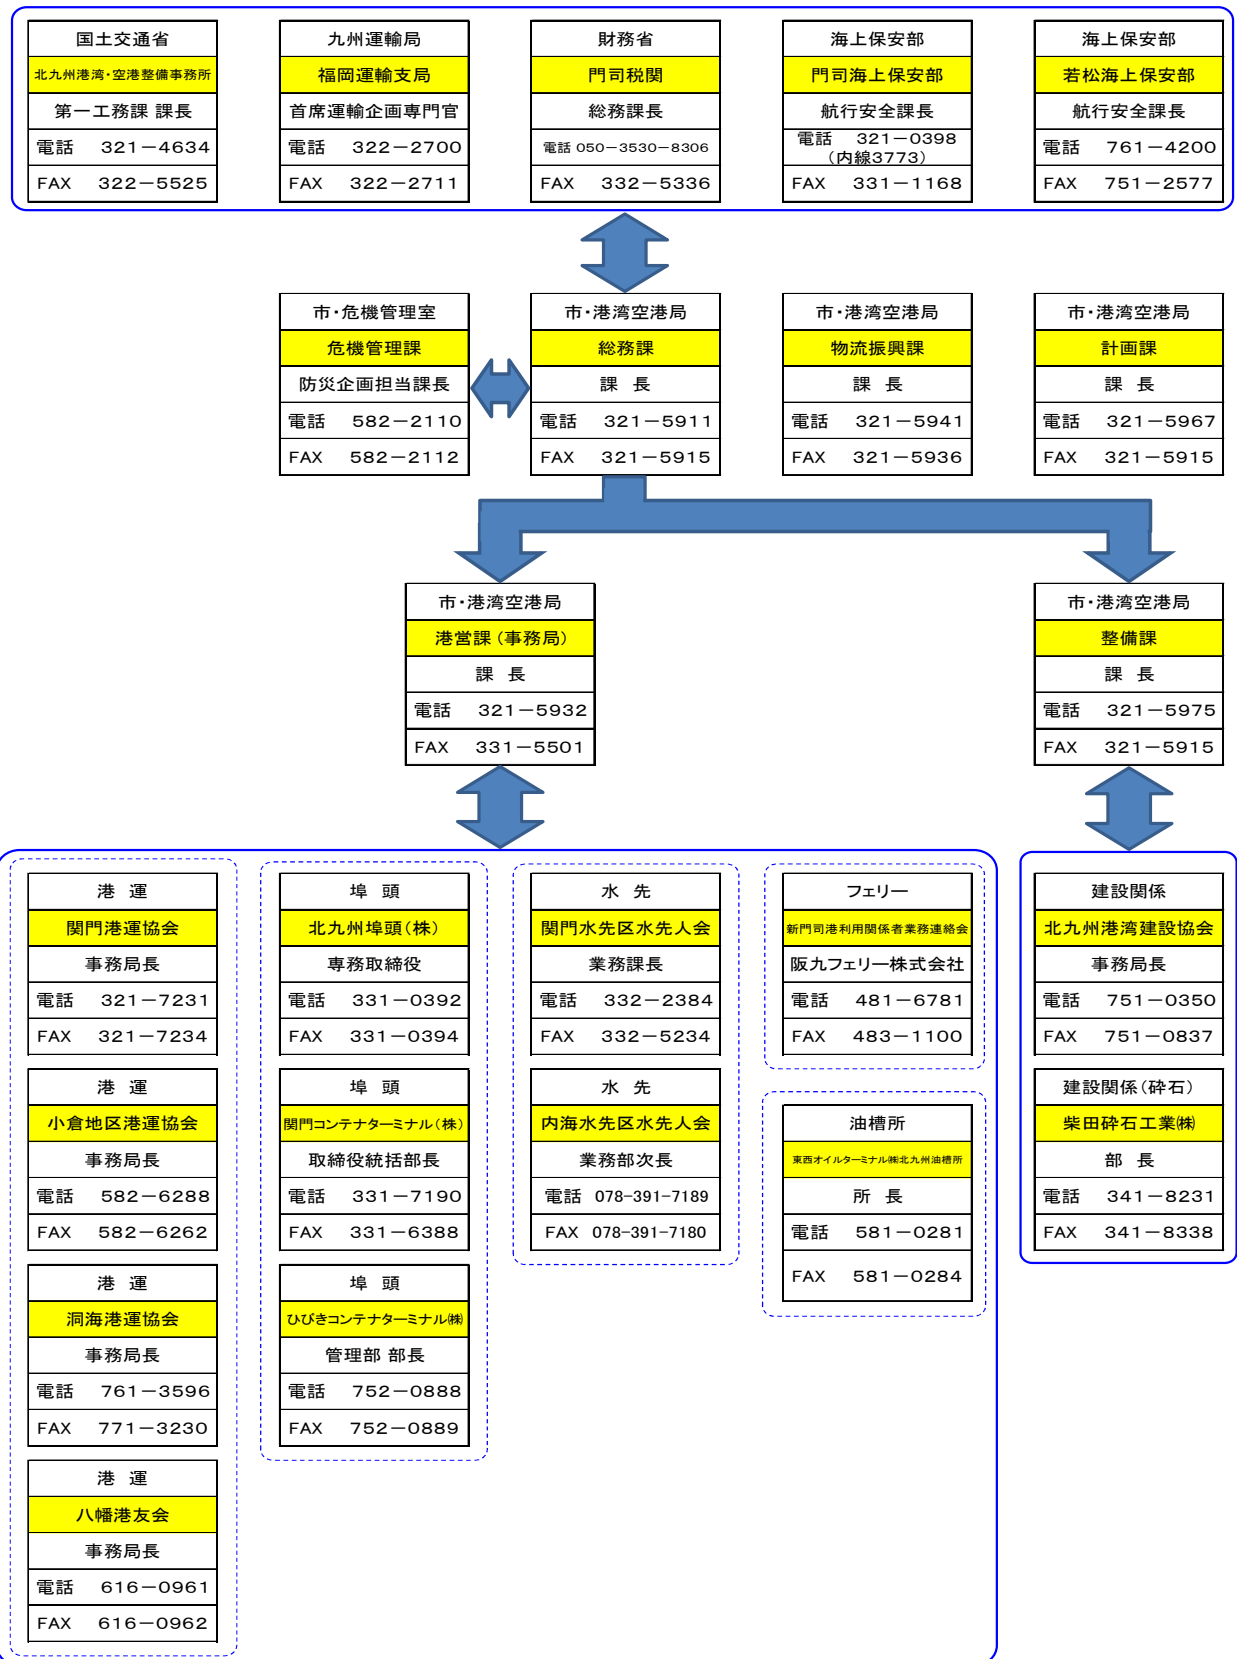 国土交通省
北九州港湾・空港整備事務所
第一工務課 課長
電話 321-4634
FAX 322-5525
九州運輸局
福岡運輸支局
首席運輸企画専門官
電話 322-2700
FAX 322-2711
財務省
門司税関
総務課長
電話 050-3530-8306
FAX 332-5336
海上保安部
門司海上保安部
航行安全課長
電話 321-0398
(内線3773)
FAX 331-1168
海上保安部
若松海上保安部
航行安全課長
電話 761-4200
FAX 751-2577
市・危機管理室
危機管理課
防災企画担当課長
電話 582-2110
FAX 582-2112
市・港湾空港局
総務課
課 長
電話 321-5911
FAX 321-5915
市・港湾空港局
物流振興課
課 長
電話 321-5941
FAX 321-5936
市・港湾空港局
計画課
課 長
電話 321-5967
FAX 321-5915
市・港湾空港局
港営課(事務局)
課 長
電話 321-5932
FAX 331-5501
市・港湾空港局
整備課
課 長
電話 321-5975
FAX 321-5915
港 運
関門港運協会
事務局長
電話 321-7231
FAX 321-7234
港 運
小倉地区港運協会
事務局長
電話 582-6288
FAX 582-6262
港 運
洞海港運協会
事務局長
電話 761-3596
FAX 771-3230
港 運
八幡港友会
事務局長
電話 616-0961
FAX 616-0962
埠 頭
北九州埠頭(株)
専務取締役
電話 331-0392
FAX 331-0394
埠 頭
関門コンテナターミナル(株)
取締役統括部長
電話 331-7190
FAX 331-6388
埠 頭
ひびきコンテナターミナル㈱
管理部 部長
電話 752-0888
FAX 752-0889
水 先
関門水先区水先人会
業務課長
電話 332-2384
FAX 332-5234
水 先
内海水先区水先人会
業務部次長
電話 078-391-7189
FAX 078-391-7180
フェリー
新門司港利用関係者業務連絡会
阪九フェリー株式会社
電話 481-6781
FAX 483-1100
油槽所
東西オイルターミナル㈱北九州油槽所
所 長
電話 581-0281
FAX 581-0284
建設関係
北九州港湾建設協会
事務局長
電話 751-0350
FAX 751-0837
建設関係(砕石)
柴田砕石工業㈱
部 長
電話 341-8231
FAX 341-8338